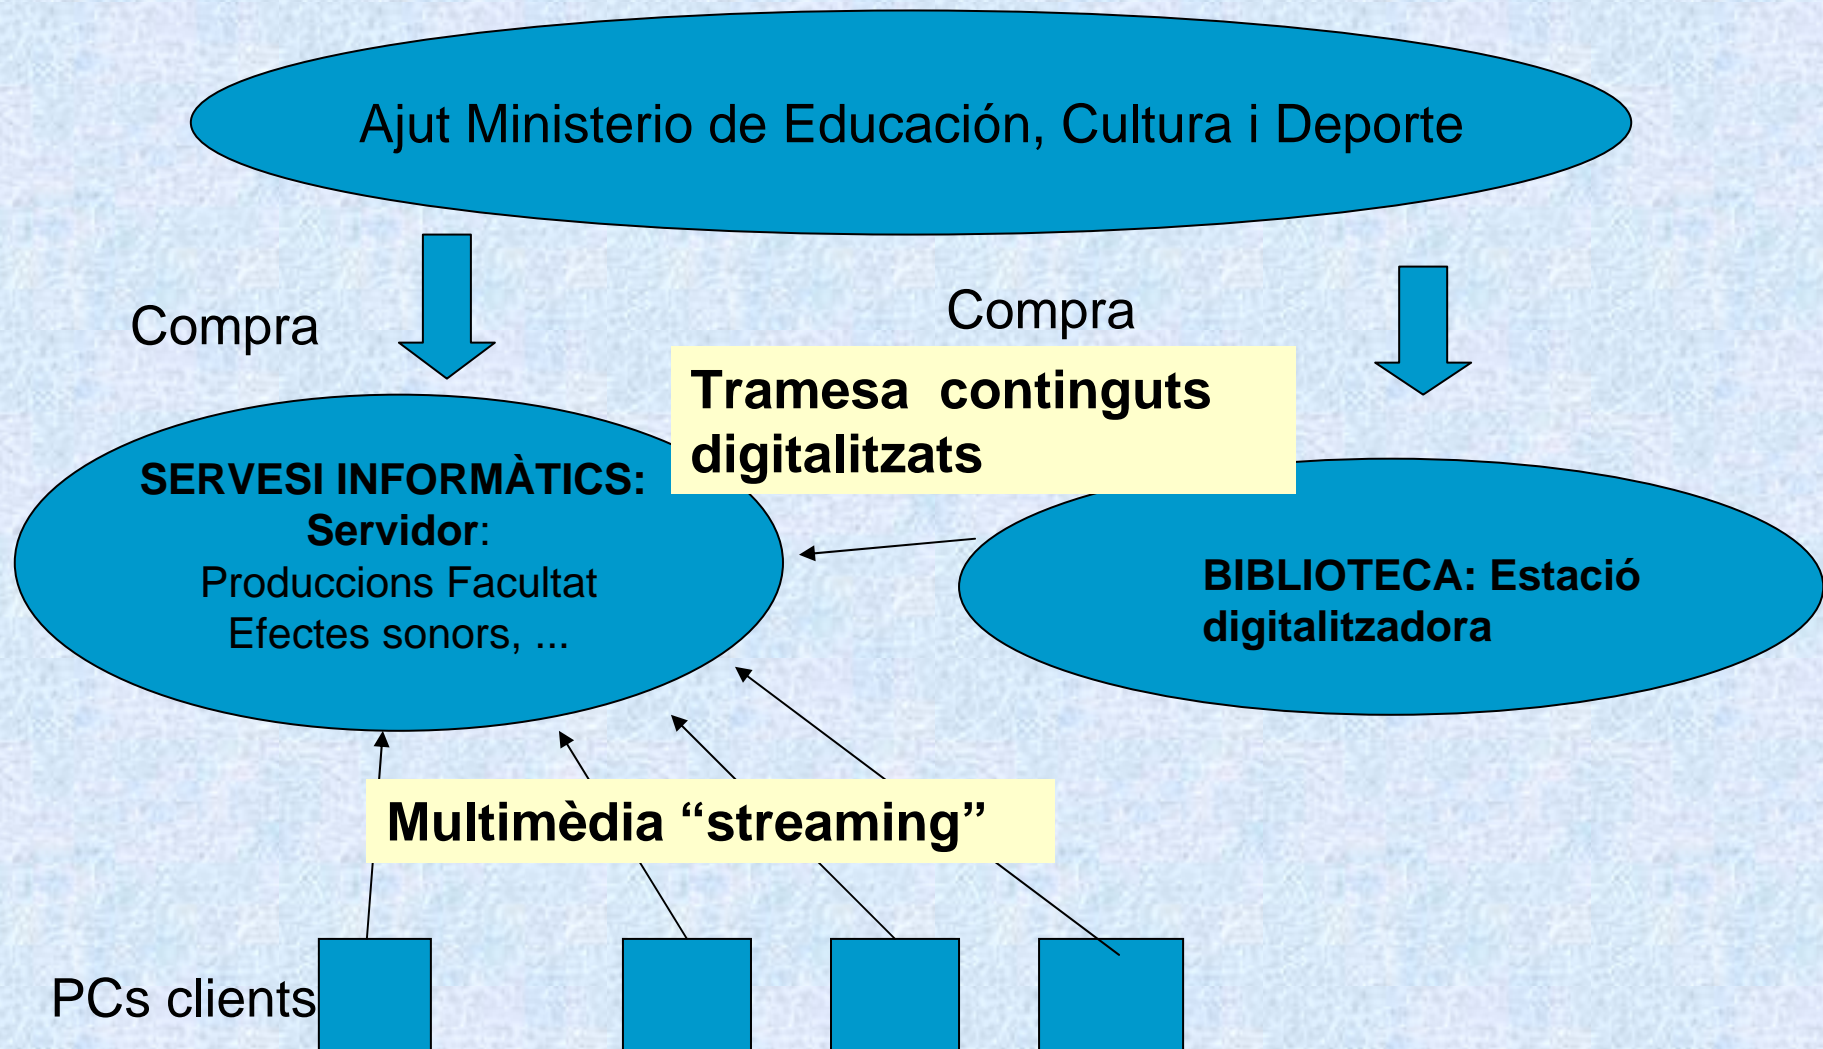 Ajut Ministerio de Educación, Cultura i Deporte
Compra
Compra
Tramesa continguts
digitalitzats
SERVESI INFORMÀTICS:
Servidor:
Produccions Facultat
Efectes sonors, ...
BIBLIOTECA: Estació
digitalitzadora
Multimèdia “streaming”
PCs clients